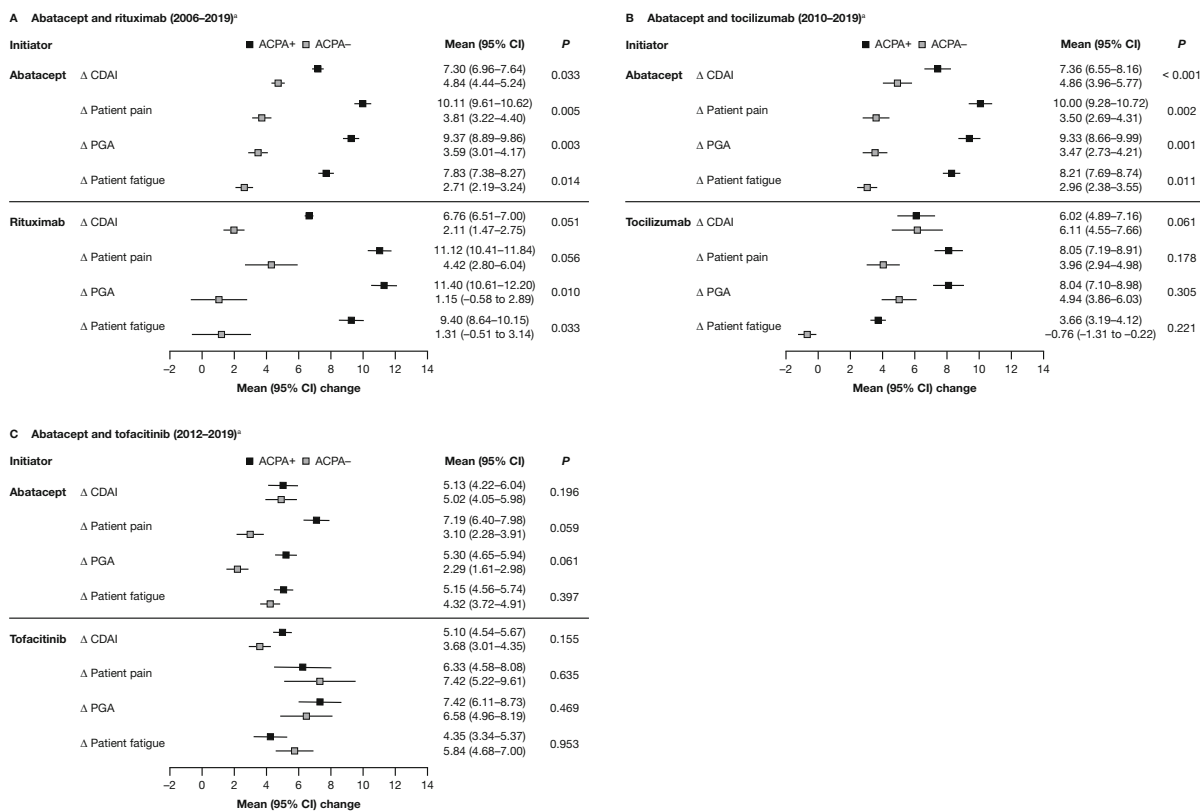 A Abatacept and rituximab (2006–2019)ᵃ
Initiator ■ ACPA+ ■ ACPA– Mean (95% CI) P
Abatacept Δ CDAI 7.30 (6.96–7.64) 0.033
4.84 (4.44–5.24)
Δ Patient pain 10.11 (9.61–10.62) 0.005
3.81 (3.22–4.40)
Δ PGA 9.37 (8.89–9.86) 0.003
3.59 (3.01–4.17)
Δ Patient fatigue 7.83 (7.38–8.27) 0.014
2.71 (2.19–3.24)
Rituximab Δ CDAI 6.76 (6.51–7.00) 0.051
2.11 (1.47–2.75)
Δ Patient pain 11.12 (10.41–11.84) 0.056
4.42 (2.80–6.04)
Δ PGA 11.40 (10.61–12.20) 0.010
1.15 (–0.58 to 2.89)
Δ Patient fatigue 9.40 (8.64–10.15) 0.033
1.31 (–0.51 to 3.14)
–2 0 2 4 6 8 10 12 14
Mean (95% CI) change
B Abatacept and tocilizumab (2010–2019)ᵃ
Initiator ■ ACPA+ ■ ACPA– Mean (95% CI) P
Abatacept Δ CDAI 7.36 (6.55–8.16) < 0.001
4.86 (3.96–5.77)
Δ Patient pain 10.00 (9.28–10.72) 0.002
3.50 (2.69–4.31)
Δ PGA 9.33 (8.66–9.99) 0.001
3.47 (2.73–4.21)
Δ Patient fatigue 8.21 (7.69–8.74) 0.011
2.96 (2.38–3.55)
Tocilizumab Δ CDAI 6.02 (4.89–7.16) 0.061
6.11 (4.55–7.66)
Δ Patient pain 8.05 (7.19–8.91) 0.178
3.96 (2.94–4.98)
Δ PGA 8.04 (7.10–8.98) 0.305
4.94 (3.86–6.03)
Δ Patient fatigue 3.66 (3.19–4.12) 0.221
–0.76 (–1.31 to –0.22)
–2 0 2 4 6 8 10 12 14
Mean (95% CI) change
C Abatacept and tofacitinib (2012–2019)ᵃ
Initiator ■ ACPA+ ■ ACPA– Mean (95% CI) P
Abatacept Δ CDAI 5.13 (4.22–6.04) 0.196
5.02 (4.05–5.98)
Δ Patient pain 7.19 (6.40–7.98) 0.059
3.10 (2.28–3.91)
Δ PGA 5.30 (4.65–5.94) 0.061
2.29 (1.61–2.98)
Δ Patient fatigue 5.15 (4.56–5.74) 0.397
4.32 (3.72–4.91)
Tofacitinib Δ CDAI 5.10 (4.54–5.67) 0.155
3.68 (3.01–4.35)
Δ Patient pain 6.33 (4.58–8.08) 0.635
7.42 (5.22–9.61)
Δ PGA 7.42 (6.11–8.73) 0.469
6.58 (4.96–8.19)
Δ Patient fatigue 4.35 (3.34–5.37) 0.953
5.84 (4.68–7.00)
–2 0 2 4 6 8 10 12 14
Mean (95% CI) change